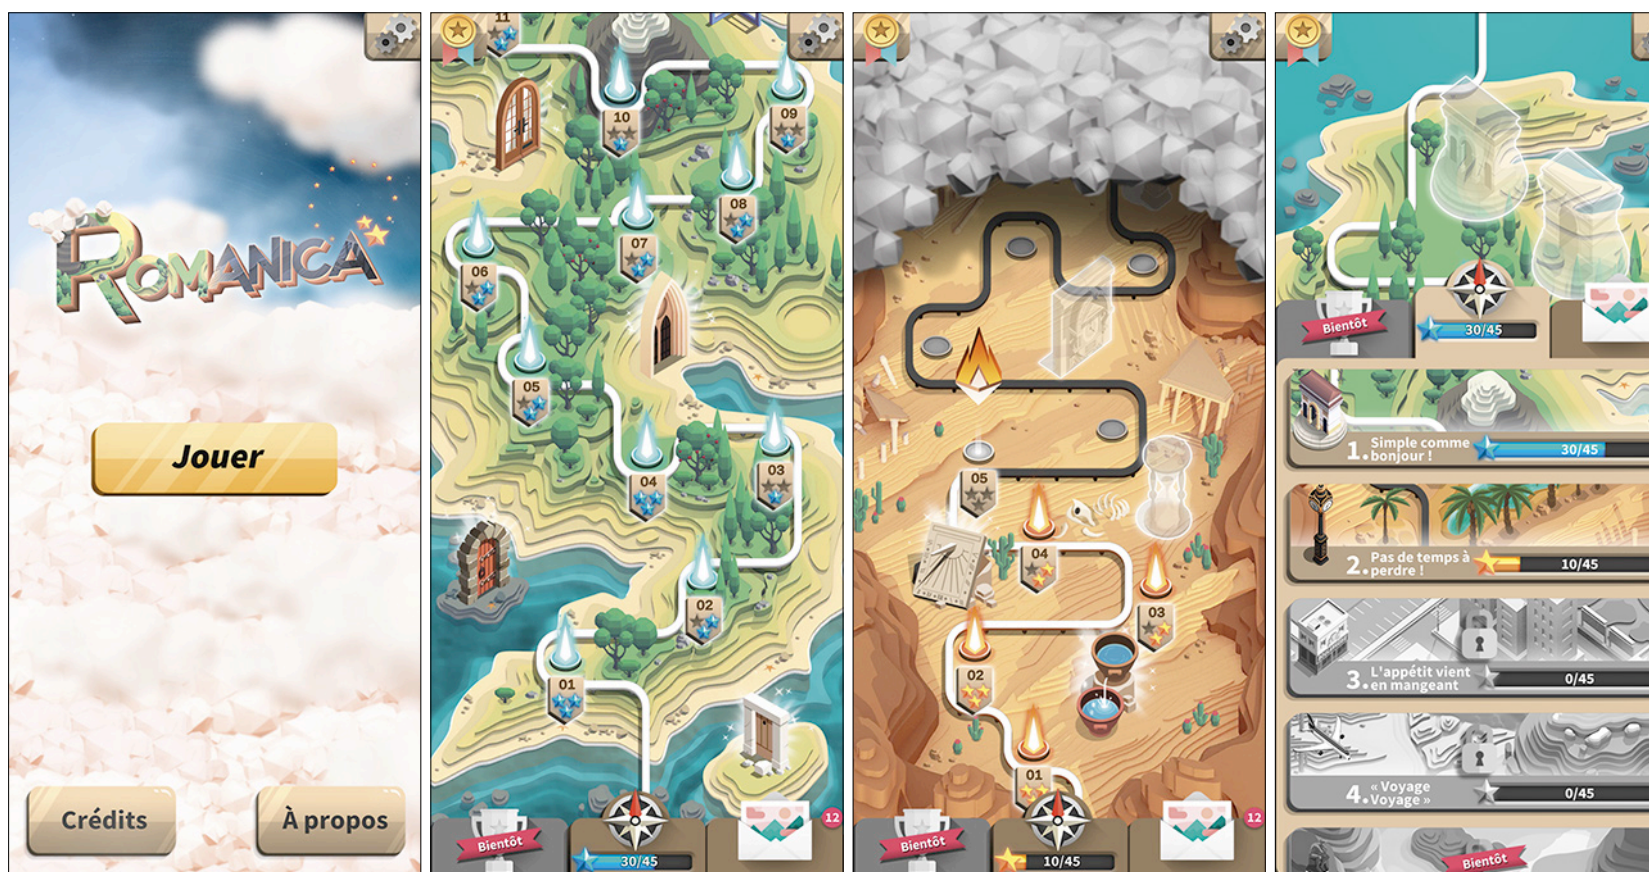 ROMANICA
Jouer
Crédits
À propos
11
10
09
08
07
06
05
04
03
02
01
Bientôt
30/45
12
05
04
03
02
01
Bientôt
10/45
12
Bientôt
30/45
1. Simple comme
bonjour !
30/45
2. Pas de temps à
perdre !
10/45
3. L'appétit vient
en mangeant
0/45
4. « Voyage
Voyage »
0/45
Bientôt